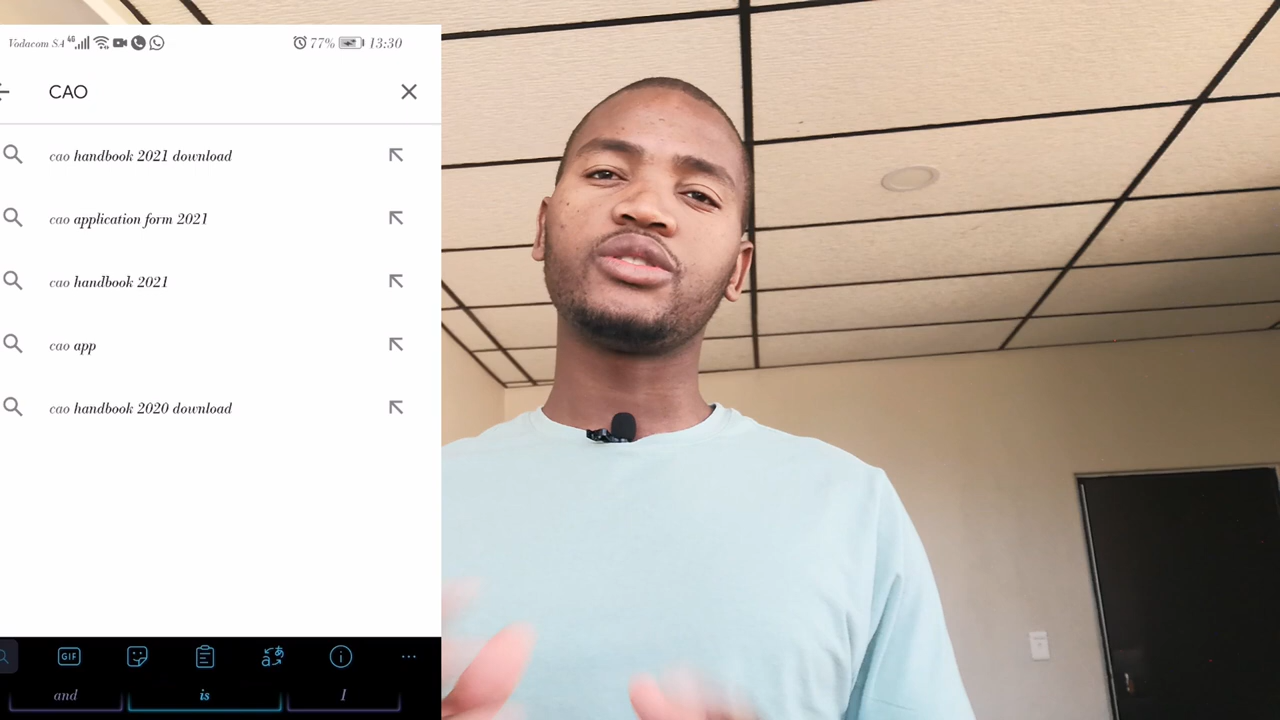 Vodacom SA 4G 77% 13:30
CAO
cao handbook 2021 download
cao application form 2021
cao handbook 2021
cao app
cao handbook 2020 download
GIF
and is I